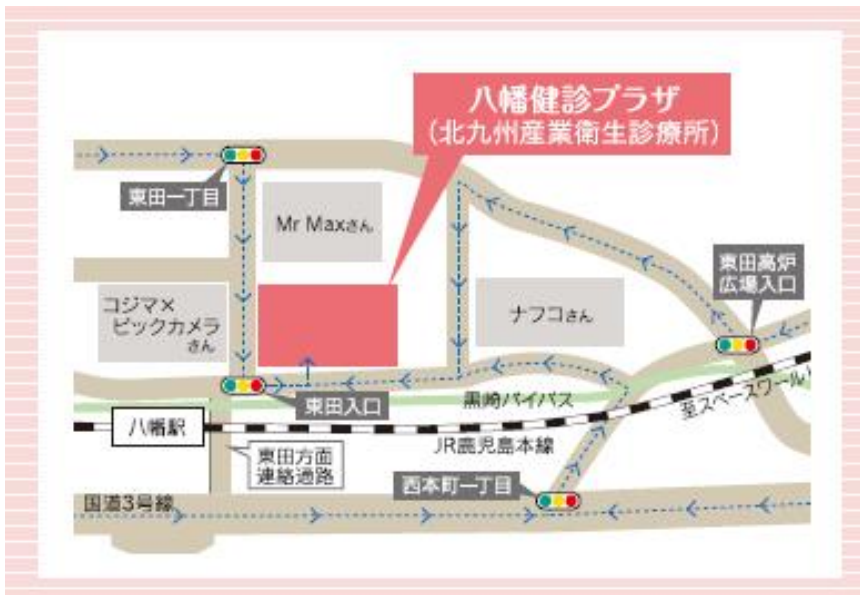 八幡健診プラザ
(北九州産業衛生診療所)
東田一丁目
Mr Maxさん
東田高炉
広場入口
コジマ×
ビックカメラ
さん
ナフコさん
東田入口
黒崎バイパス
至スペースワールド
八幡駅
JR鹿児島本線
東田方面
連絡通路
西本町一丁目
国道3号線